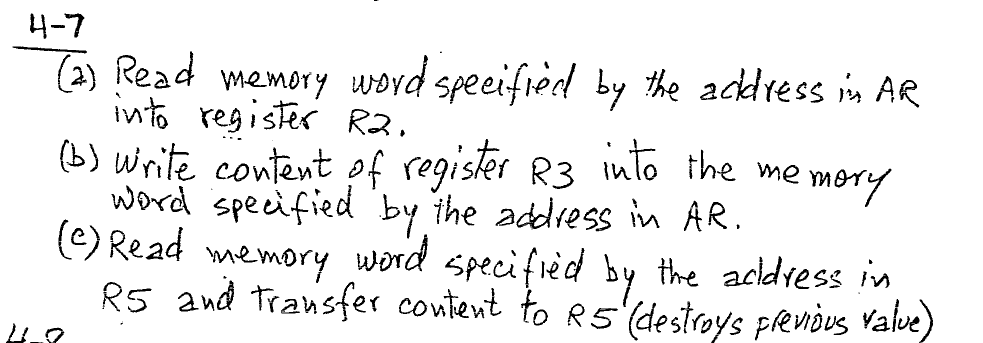 4-7
(a) Read memory word specified by the address in AR
into register R2.
(b) Write content of register R3 into the memory
word specified by the address in AR.
(c) Read memory word specified by the address in
R5 and transfer content to R5 (destroys previous value)